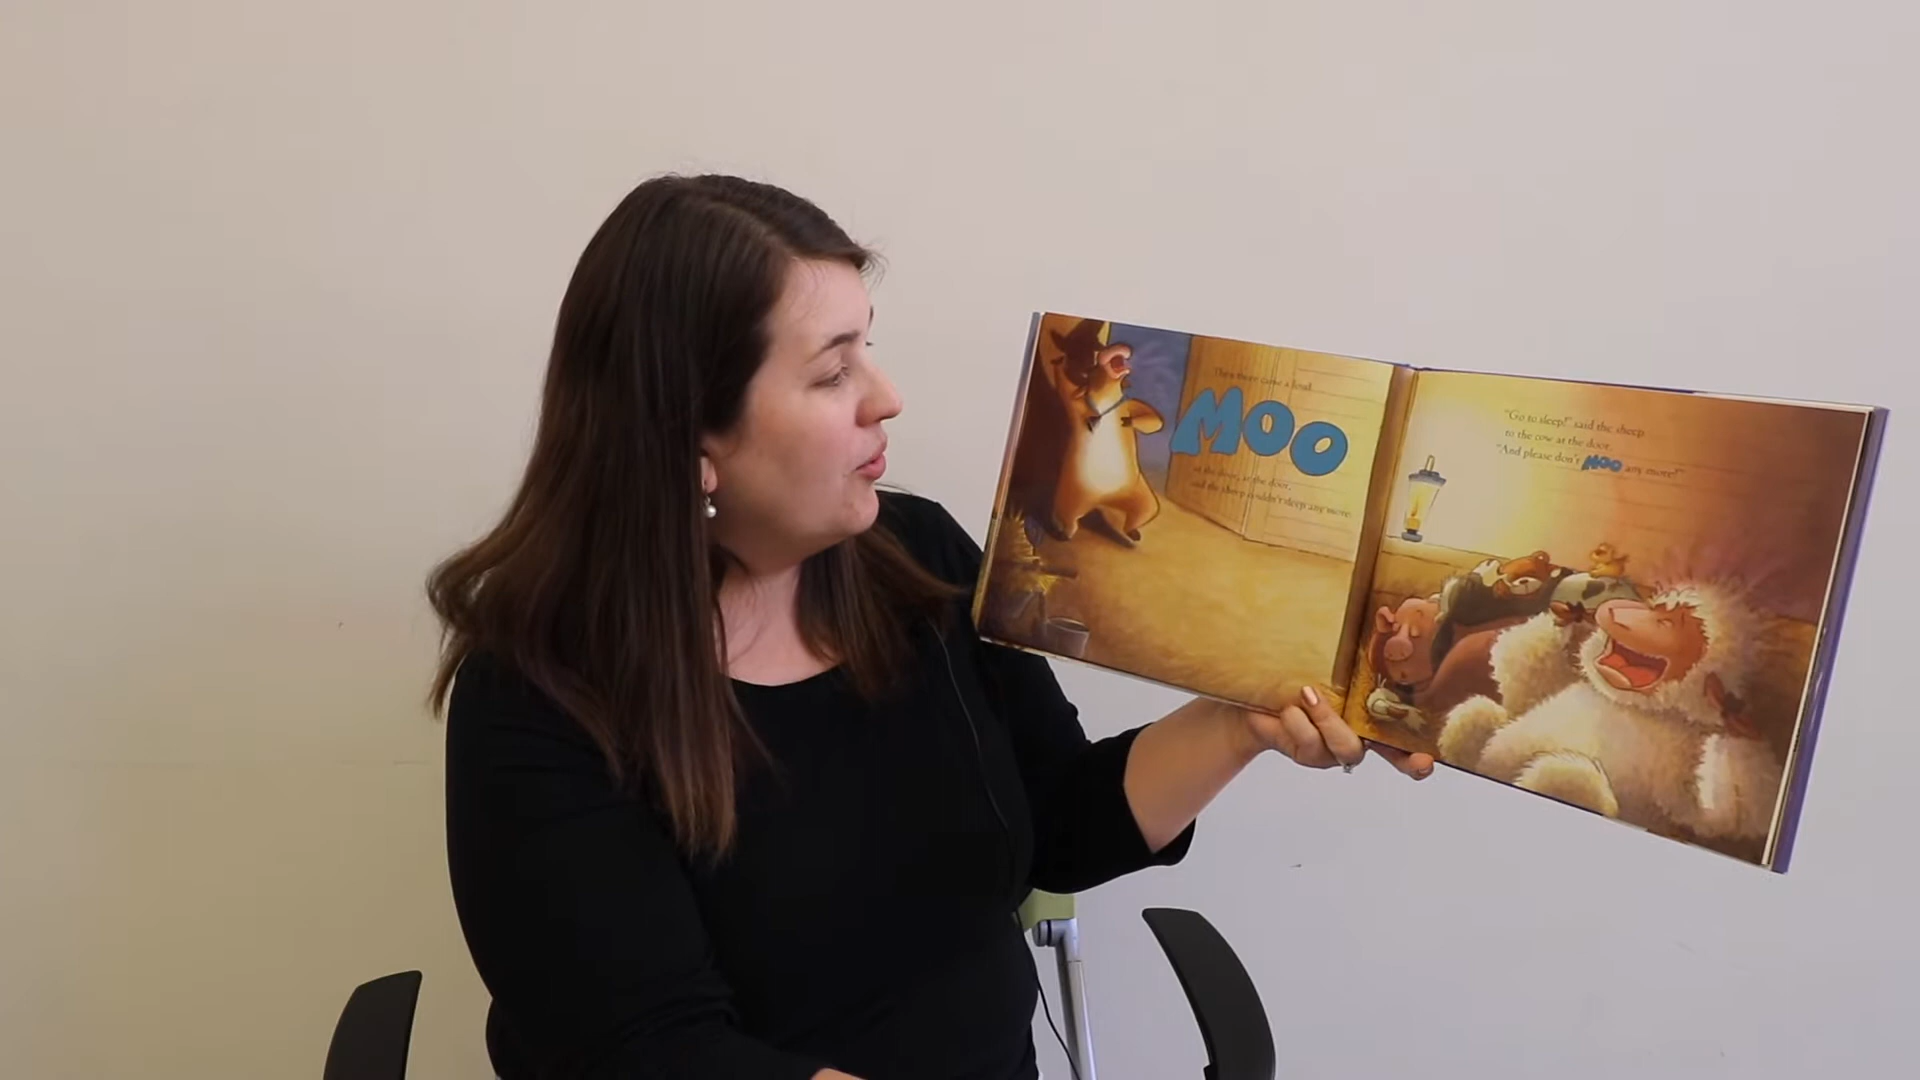 Then there came a loud
MOO
at the door, at the door,
and the sheep couldn't sleep any more.
"Go to sleep!" said the sheep
to the cow at the door.
"And please don't MOO any more!"